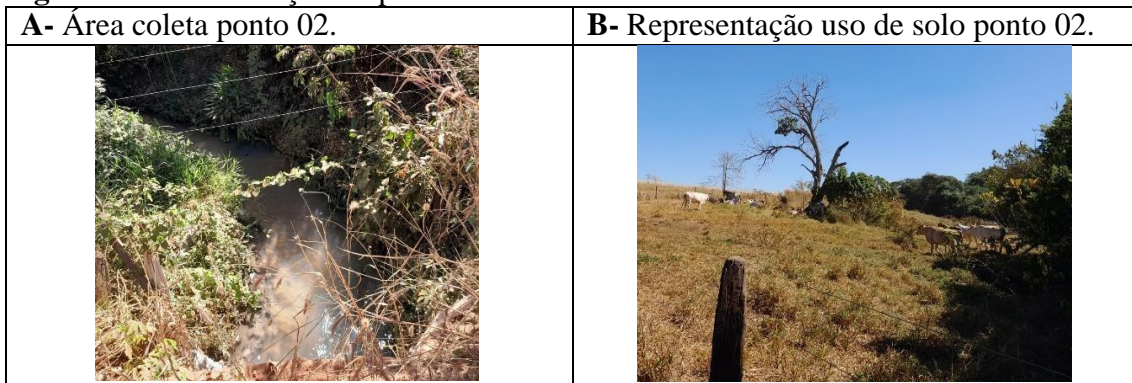 A- Área coleta ponto 02.
B- Representação uso de solo ponto 02.